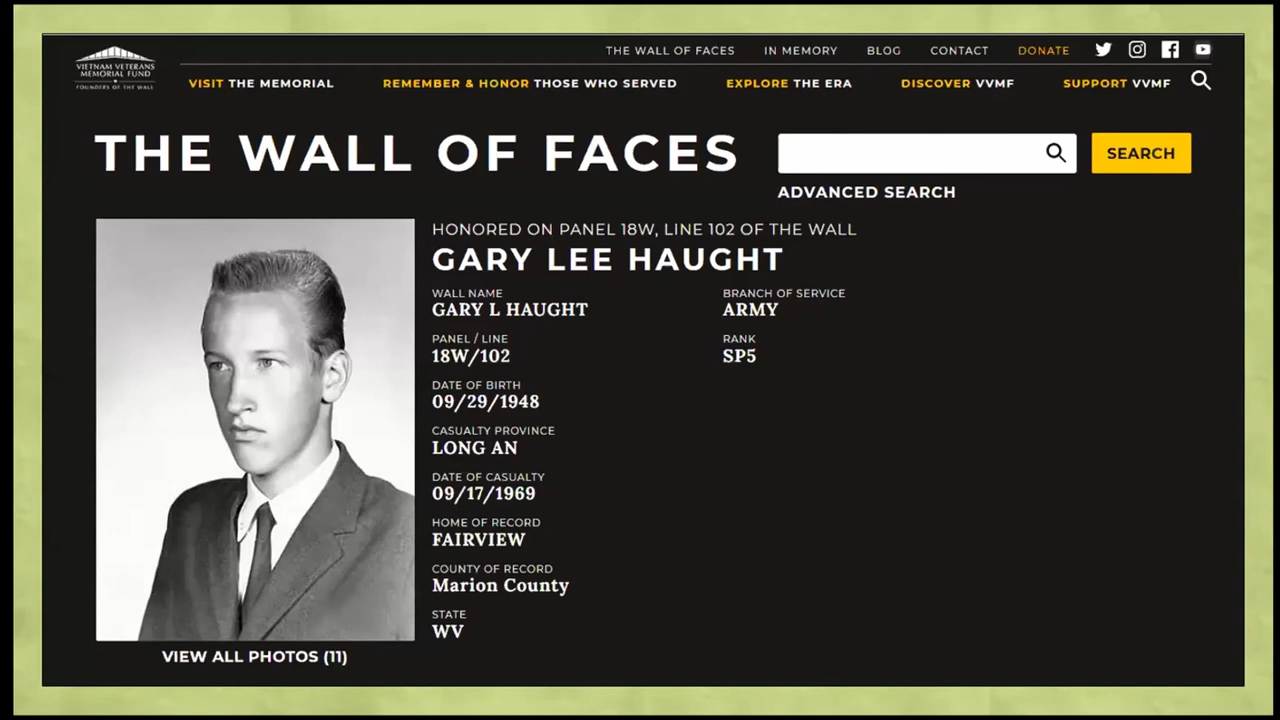 THE WALL OF FACES IN MEMORY BLOG CONTACT DONATE
VIETNAM VETERANS
MEMORIAL FUND
FOUNDERS OF THE WALL
VISIT THE MEMORIAL REMEMBER & HONOR THOSE WHO SERVED EXPLORE THE ERA DISCOVER VVMF SUPPORT VVMF
THE WALL OF FACES
SEARCH
ADVANCED SEARCH
HONORED ON PANEL 18W, LINE 102 OF THE WALL
GARY LEE HAUGHT
WALL NAME
GARY L HAUGHT
BRANCH OF SERVICE
ARMY
PANEL / LINE
18W/102
RANK
SP5
DATE OF BIRTH
09/29/1948
CASUALTY PROVINCE
LONG AN
DATE OF CASUALTY
09/17/1969
HOME OF RECORD
FAIRVIEW
COUNTY OF RECORD
Marion County
STATE
WV
VIEW ALL PHOTOS (11)